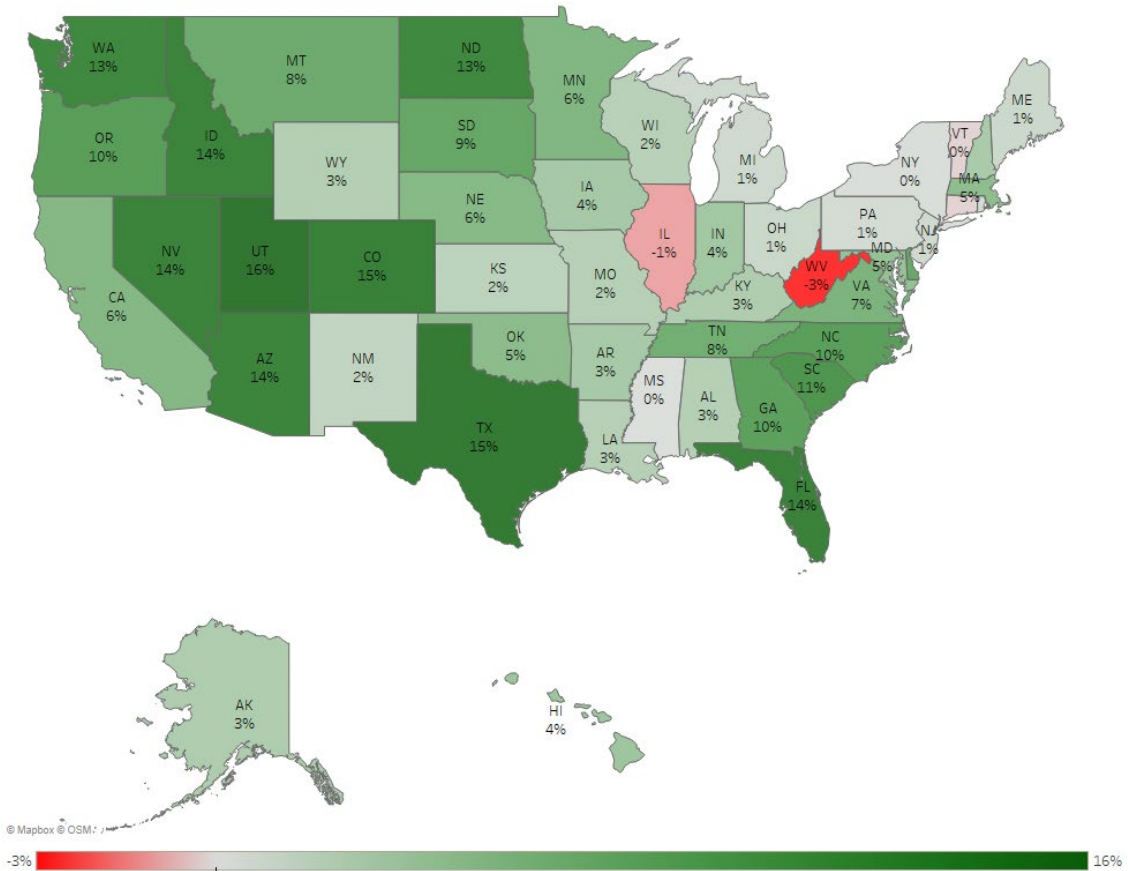 WA
13%
MT
8%
ND
13%
MN
6%
ME
1%
OR
10%
ID
14%
SD
9%
WI
2%
VT
0%
WY
3%
MI
1%
NY
0%
MA
5%
NE
6%
IA
4%
PA
1%
NJ
1%
NV
14%
UT
16%
CO
15%
IL
-1%
IN
4%
OH
1%
MD
5%
KS
2%
MO
2%
WV
-3%
KY
3%
VA
7%
CA
6%
AZ
14%
NM
2%
OK
5%
AR
3%
TN
8%
NC
10%
SC
11%
MS
0%
AL
3%
GA
10%
TX
15%
LA
3%
FL
14%
AK
3%
HI
4%
© Mapbox © OSM
-3%
16%